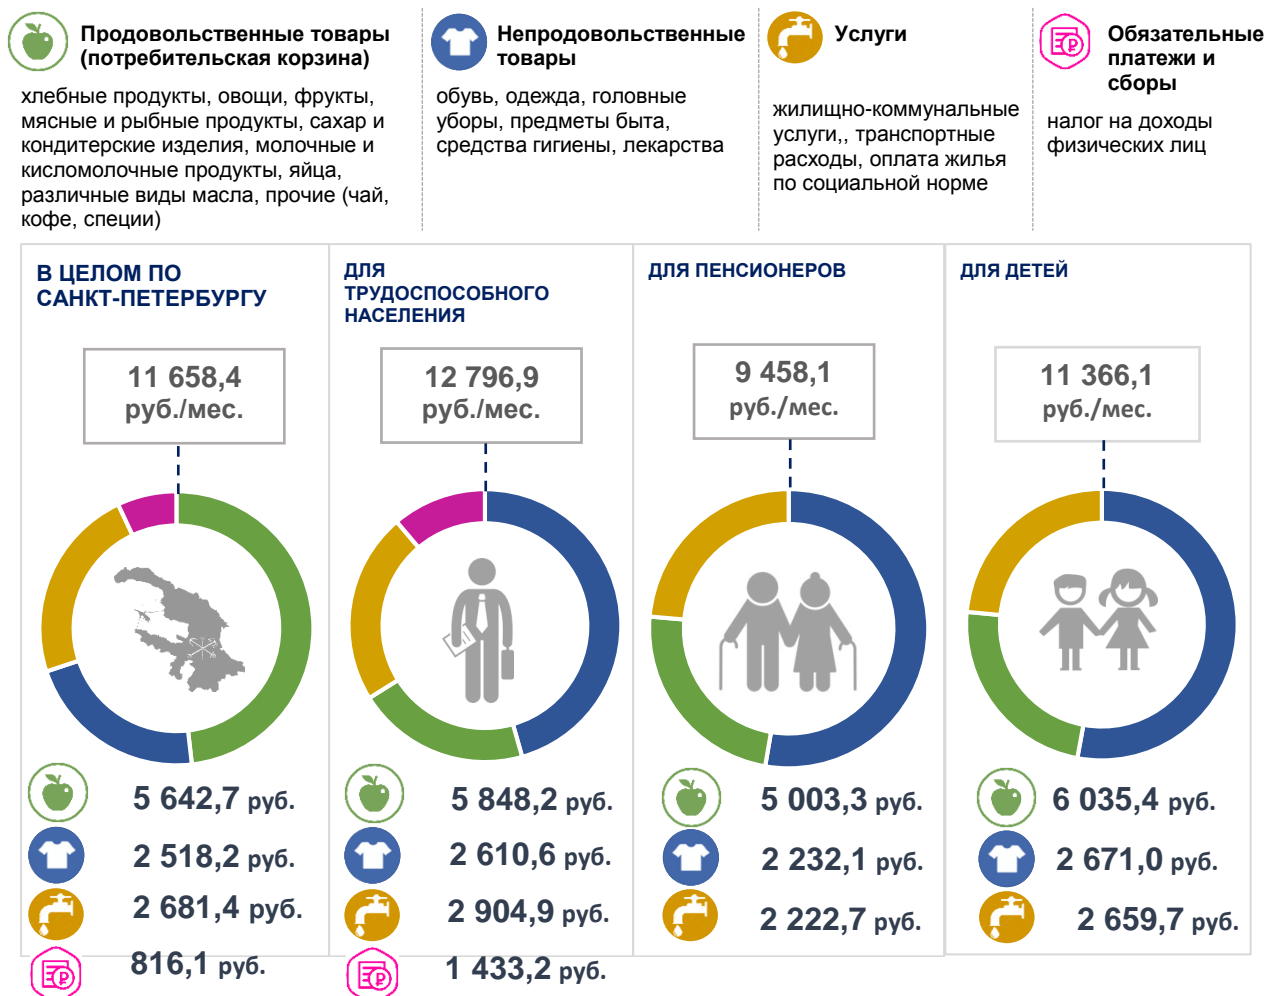 Продовольственные товары
(потребительская корзина)
хлебные продукты, овощи, фрукты,
мясные и рыбные продукты, сахар и
кондитерские изделия, молочные и
кисломолочные продукты, яйца,
различные виды масла, прочие (чай,
кофе, специи)
Непродовольственные
товары
обувь, одежда, головные
уборы, предметы быта,
средства гигиены, лекарства
Услуги
жилищно-коммунальные
услуги,, транспортные
расходы, оплата жилья
по социальной норме
Обязательные
платежи и
сборы
налог на доходы
физических лиц
В ЦЕЛОМ ПО
САНКТ-ПЕТЕРБУРГУ
11 658,4
руб./мес.
5 642,7 руб.
2 518,2 руб.
2 681,4 руб.
816,1 руб.
ДЛЯ
ТРУДОСПОСОБНОГО
НАСЕЛЕНИЯ
12 796,9
руб./мес.
5 848,2 руб.
2 610,6 руб.
2 904,9 руб.
1 433,2 руб.
ДЛЯ ПЕНСИОНЕРОВ
9 458,1
руб./мес.
5 003,3 руб.
2 232,1 руб.
2 222,7 руб.
ДЛЯ ДЕТЕЙ
11 366,1
руб./мес.
6 035,4 руб.
2 671,0 руб.
2 659,7 руб.